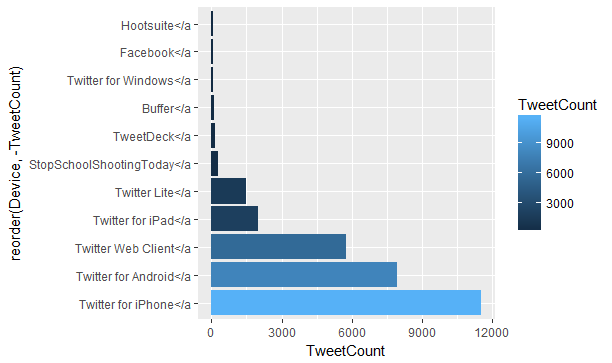 reorder(Device, -TweetCount)
Hootsuite</a
Facebook</a
Twitter for Windows</a
Buffer</a
TweetDeck</a
StopSchoolShootingToday</a
Twitter Lite</a
Twitter for iPad</a
Twitter Web Client</a
Twitter for Android</a
Twitter for iPhone</a
0 3000 6000 9000 12000
TweetCount
TweetCount
9000
6000
3000